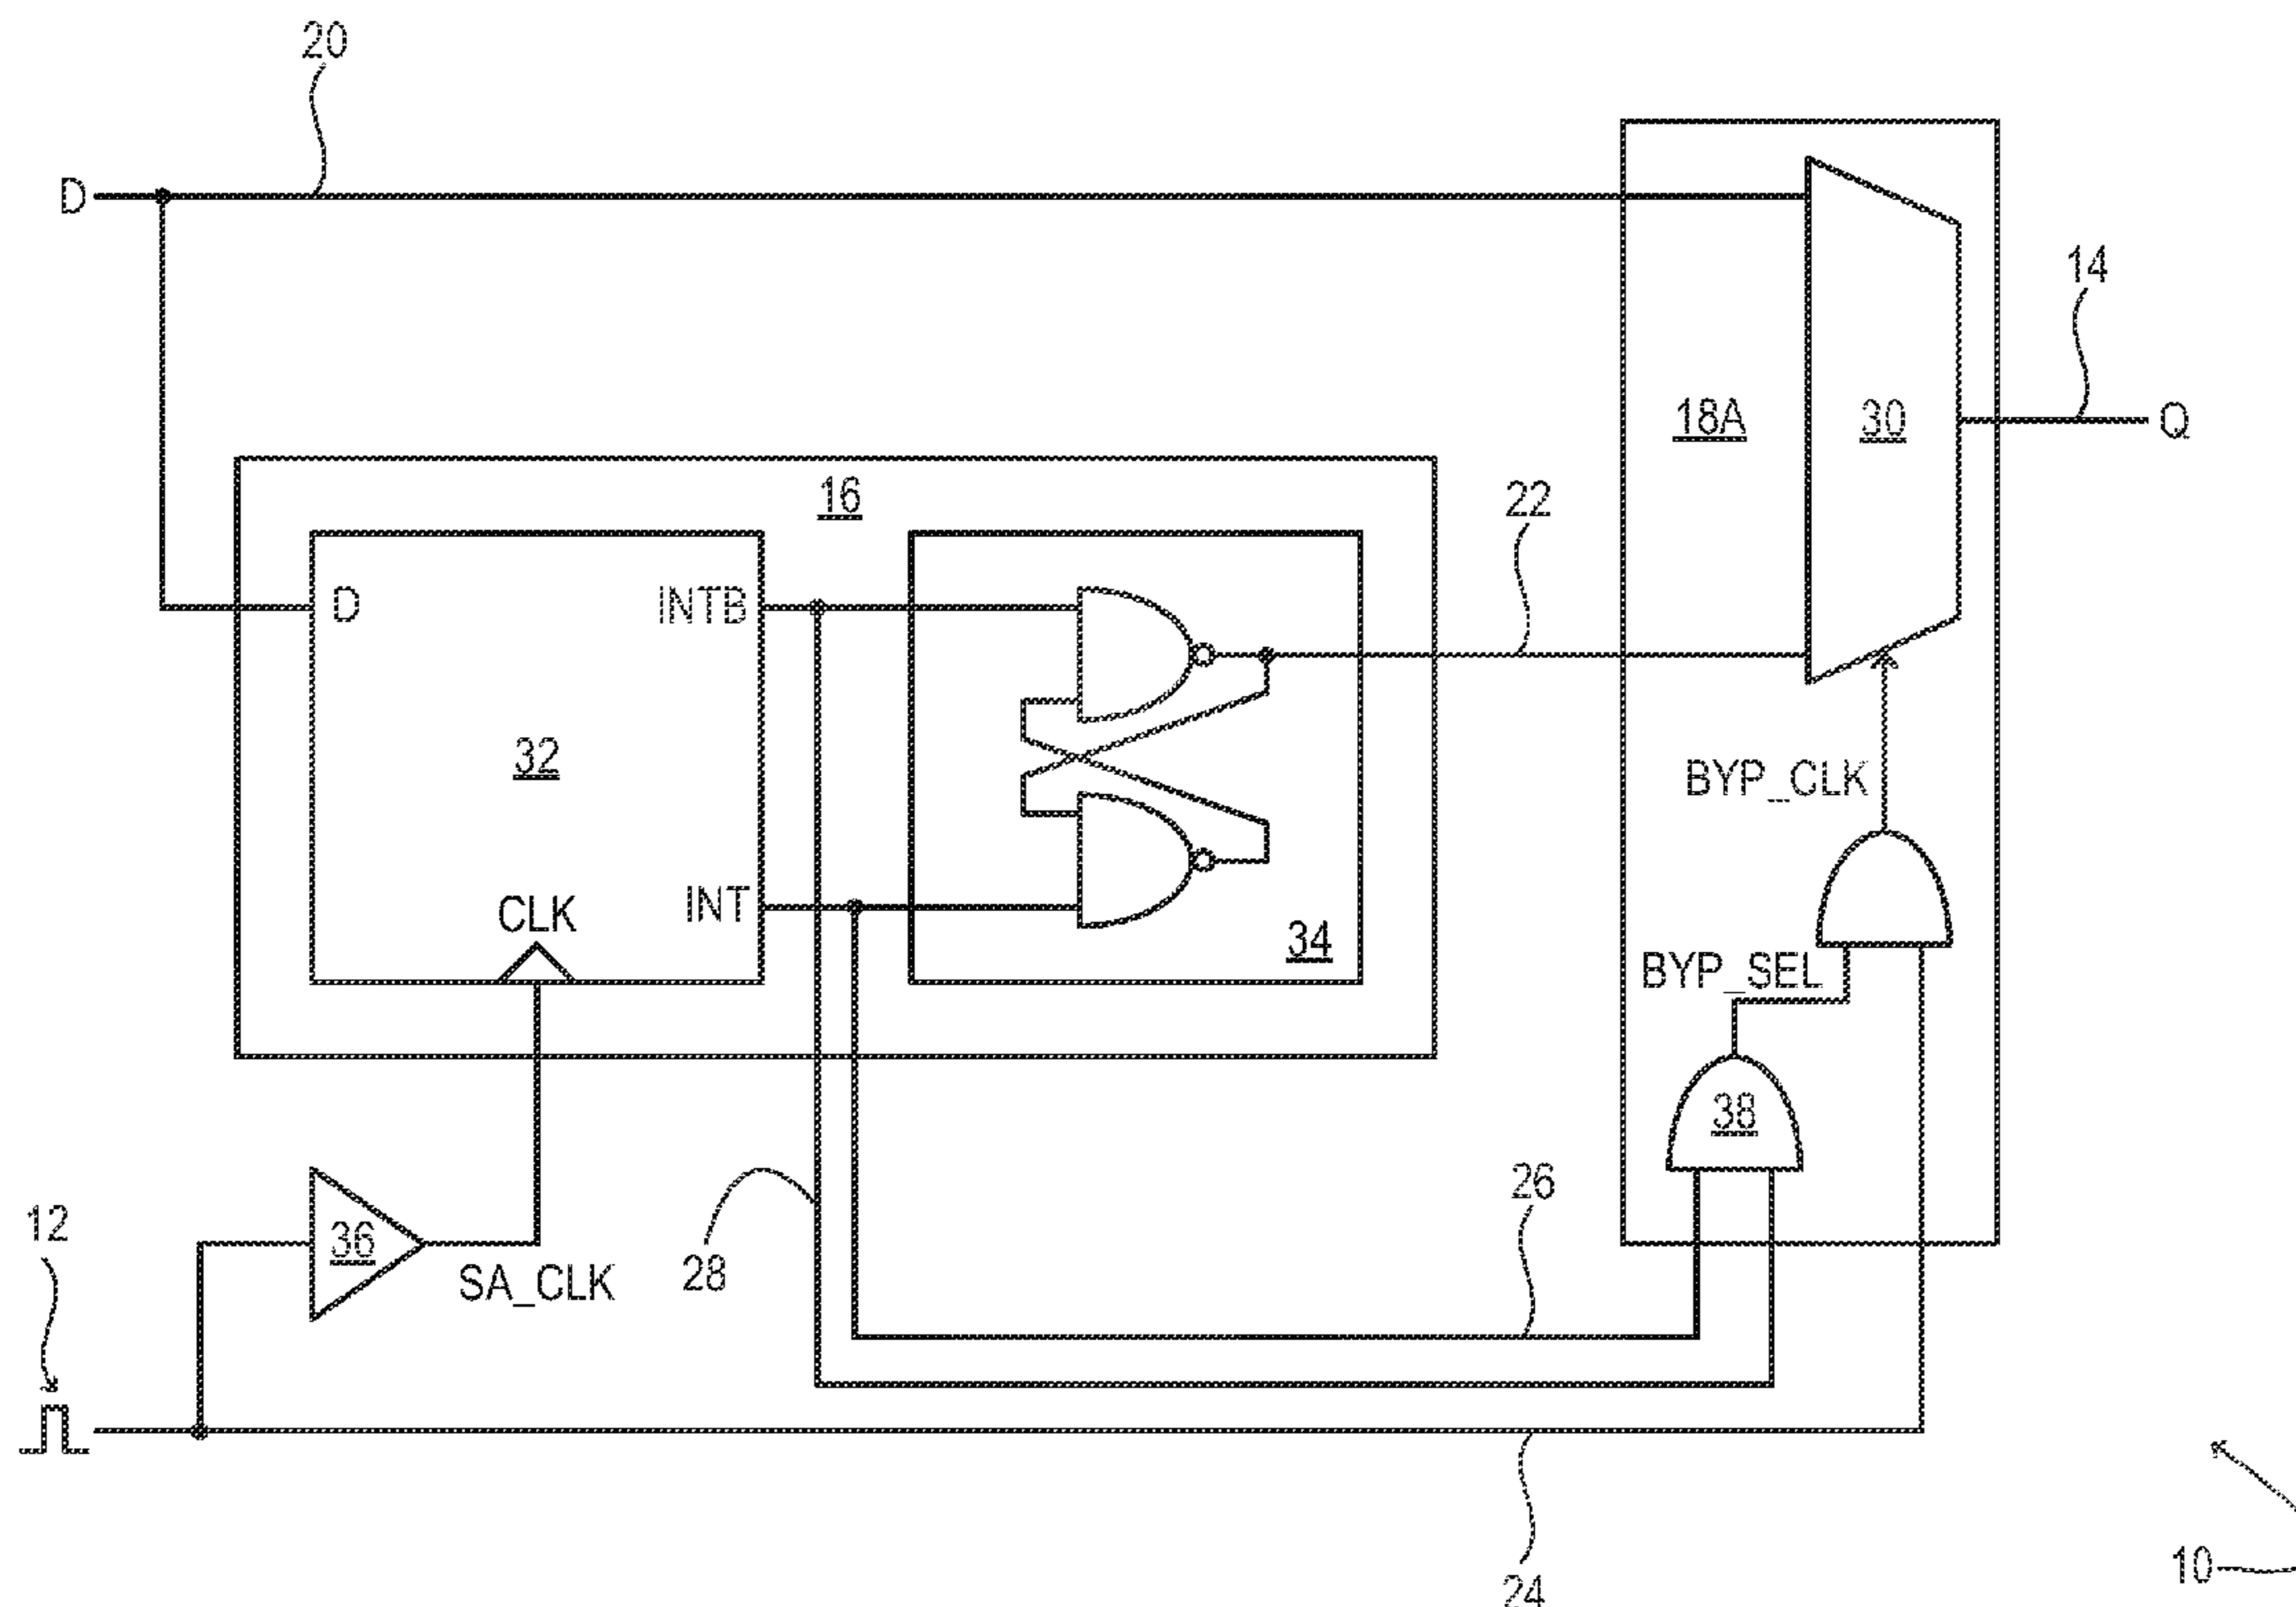 20
D
14
18A
30
Q
16
22
D
INTB
32
BYP_CLK
INT
CLK
34
BYP_SEL
38
26
12
36
28
SA_CLK
24
10